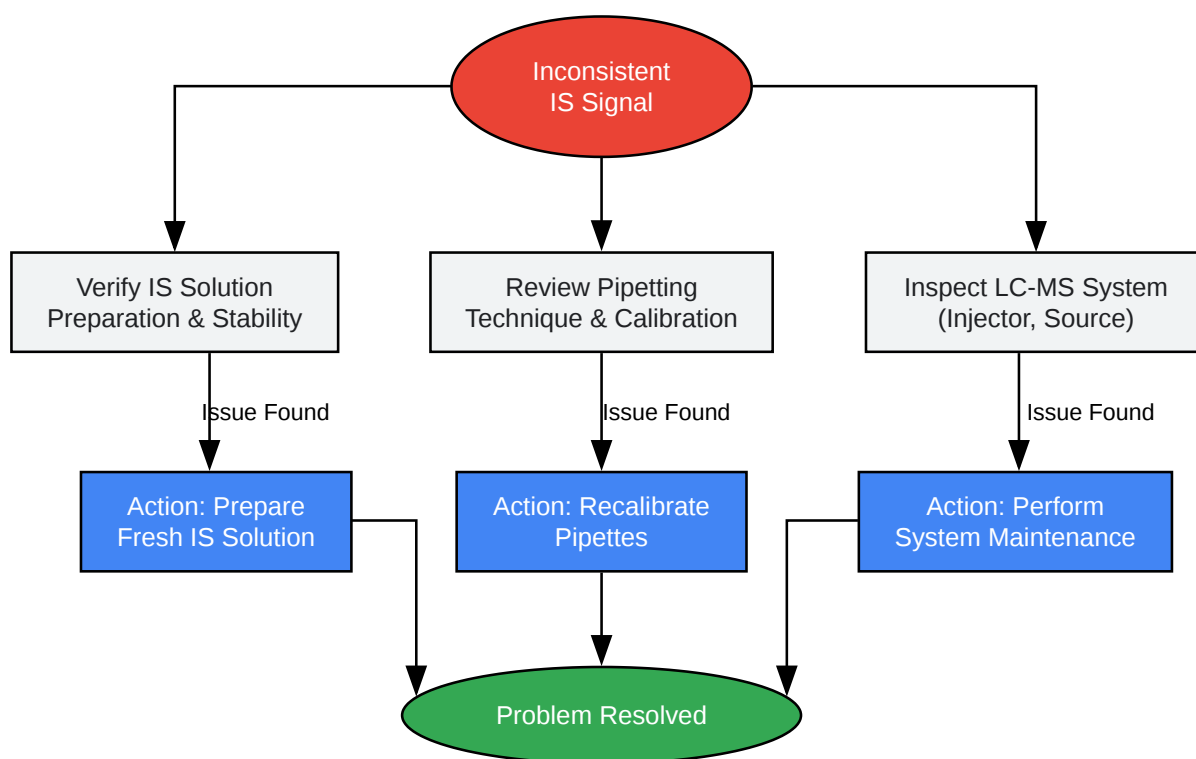 Inconsistent
IS Signal
Verify IS Solution
Preparation & Stability
Review Pipetting
Technique & Calibration
Inspect LC-MS System
(Injector, Source)
Issue Found
Issue Found
Issue Found
Action: Prepare
Fresh IS Solution
Action: Recalibrate
Pipettes
Action: Perform
System Maintenance
Problem Resolved